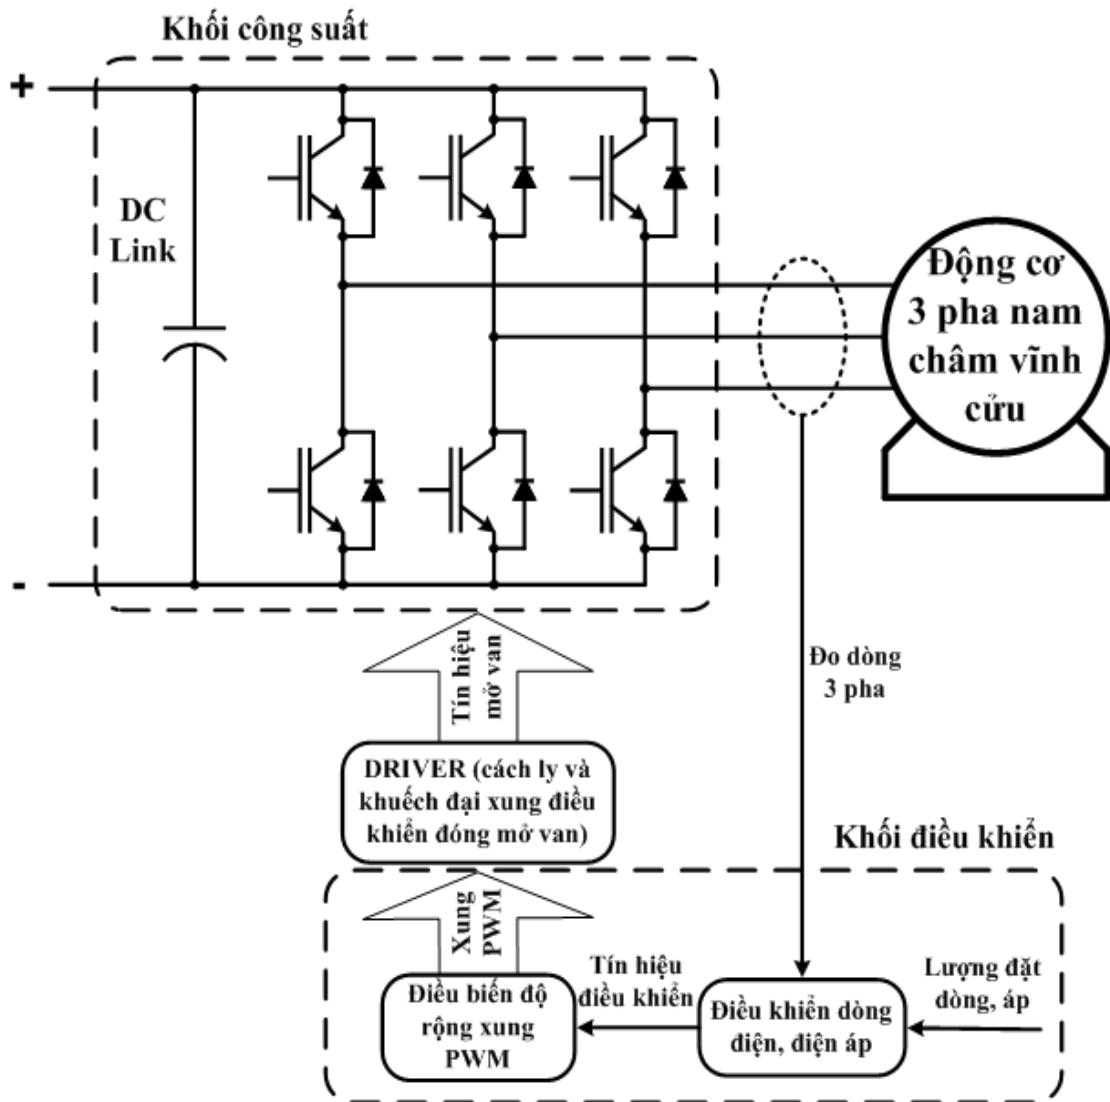 Khối công suất
+
DC
Link
-
Động cơ
3 pha nam
châm vĩnh
cửu
Đo dòng
3 pha
Tín hiệu
mở van
DRIVER (cách ly và
khuếch đại xung điều
khiển đóng mở van)
Khối điều khiển
Xung
PWM
Điều biến độ
rộng xung
PWM
Tín hiệu
điều khiển
Điều khiển dòng
điện, điện áp
Lượng đặt
dòng, áp